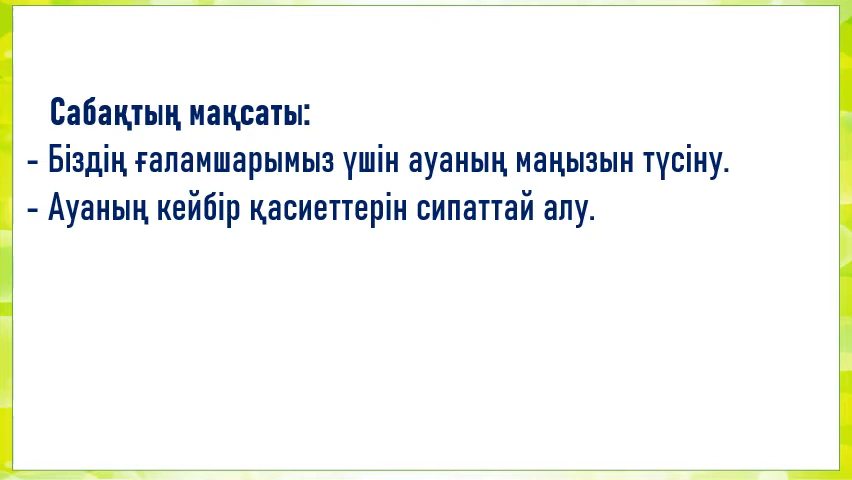 Сабақтың мақсаты:
- Біздің ғаламшарымыз үшін ауаның маңызын түсіну.
- Ауаның кейбір қасиеттерін сипаттай алу.